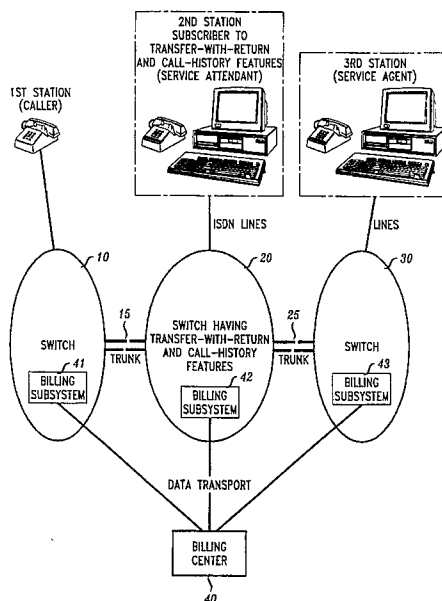 2ND STATION
SUBSCRIBER TO
TRANSFER-WITH-RETURN
AND CALL-HISTORY FEATURES
(SERVICE ATTENDANT)
3RD STATION
(SERVICE AGENT)
1ST STATION
(CALLER)
ISDN LINES
LINES
10
20
30
15
25
SWITCH
TRUNK
SWITCH HAVING
TRANSFER-WITH-RETURN
AND CALL-HISTORY
FEATURES
TRUNK
SWITCH
41
BILLING
SUBSYSTEM
42
BILLING
SUBSYSTEM
43
BILLING
SUBSYSTEM
DATA TRANSPORT
BILLING
CENTER
40